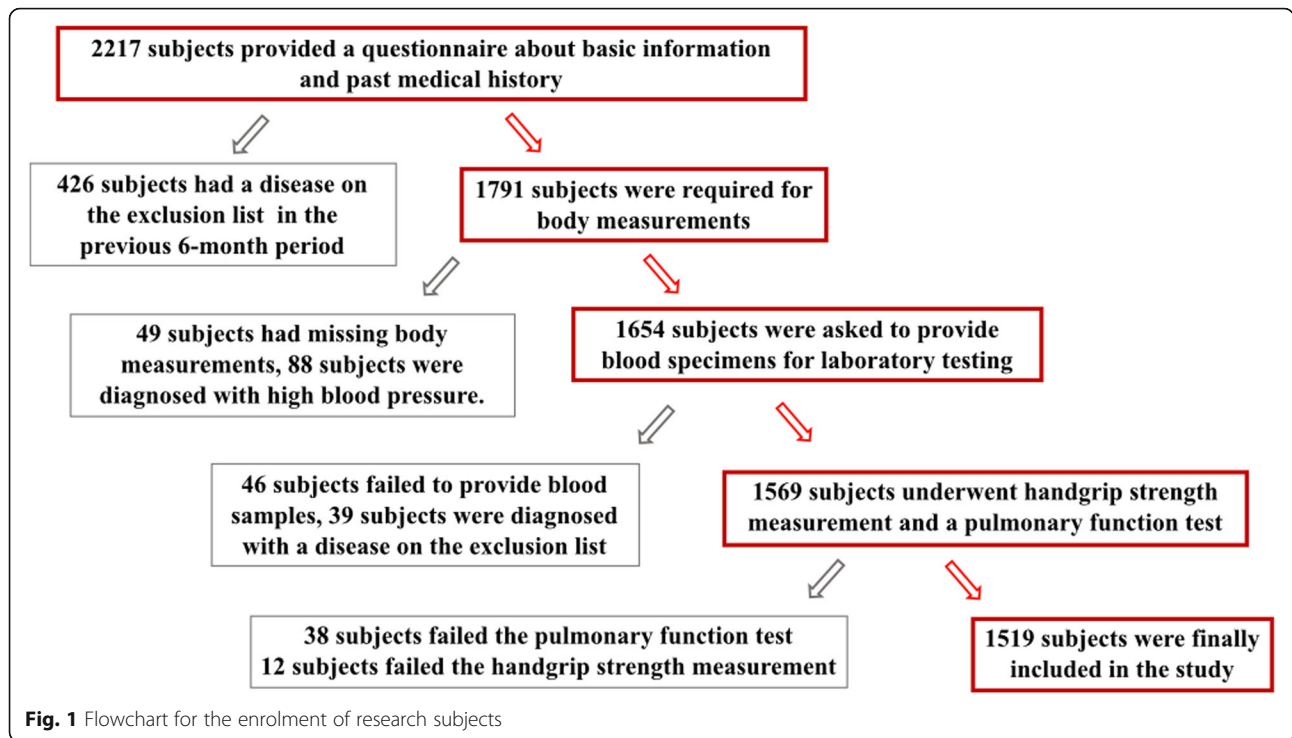 2217 subjects provided a questionnaire about basic information
and past medical history
426 subjects had a disease on
the exclusion list in the
previous 6-month period
1791 subjects were required for
body measurements
49 subjects had missing body
measurements, 88 subjects were
diagnosed with high blood pressure.
1654 subjects were asked to provide
blood specimens for laboratory testing
46 subjects failed to provide blood
samples, 39 subjects were diagnosed
with a disease on the exclusion list
1569 subjects underwent handgrip strength
measurement and a pulmonary function test
38 subjects failed the pulmonary function test
12 subjects failed the handgrip strength measurement
1519 subjects were finally
included in the study
Fig. 1 Flowchart for the enrolment of research subjects